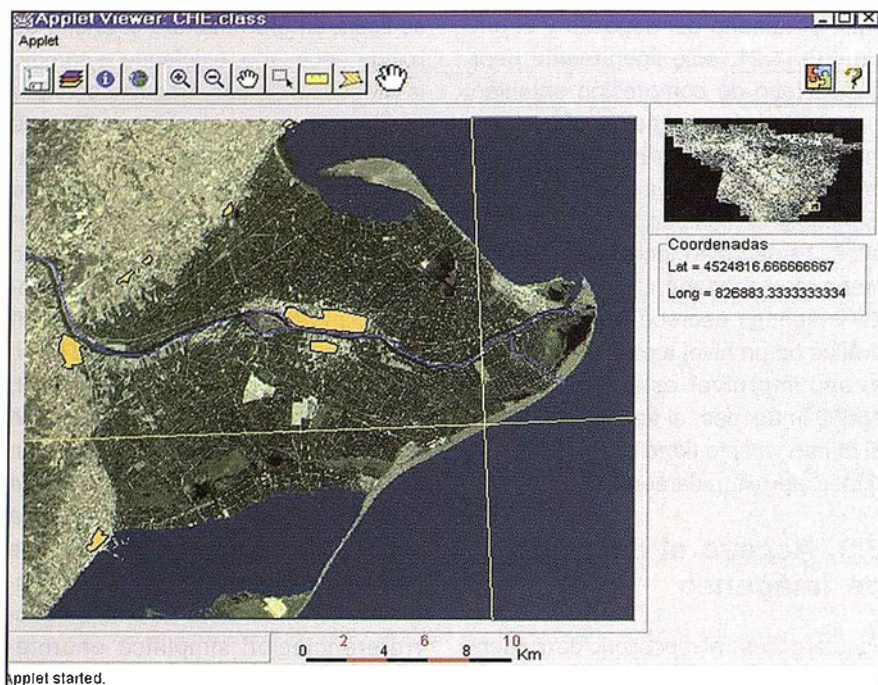 Applet Viewer: CHE.class
Applet
Coordenadas
Lat = 4524816.666666667
Long = 826883.3333333334
2 6 10
0 4 8 Km
Applet started.